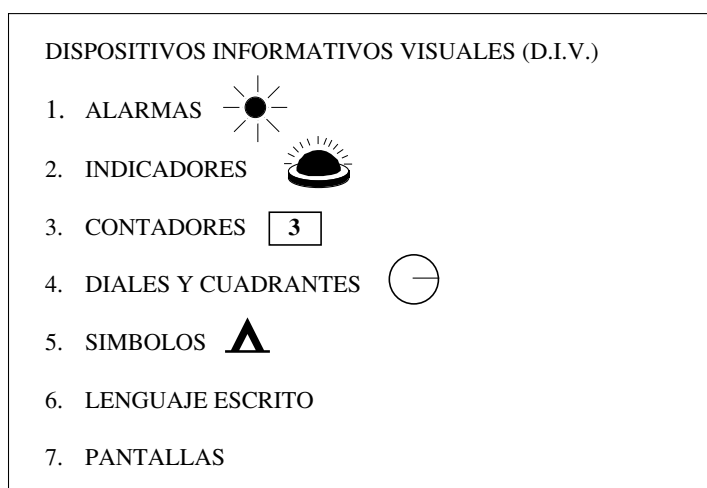 DISPOSITIVOS INFORMATIVOS VISUALES (D.I.V.)
1. ALARMAS
2. INDICADORES
3. CONTADORES 3
4. DIALES Y CUADRANTES
5. SIMBOLOS
6. LENGUAJE ESCRITO
7. PANTALLAS